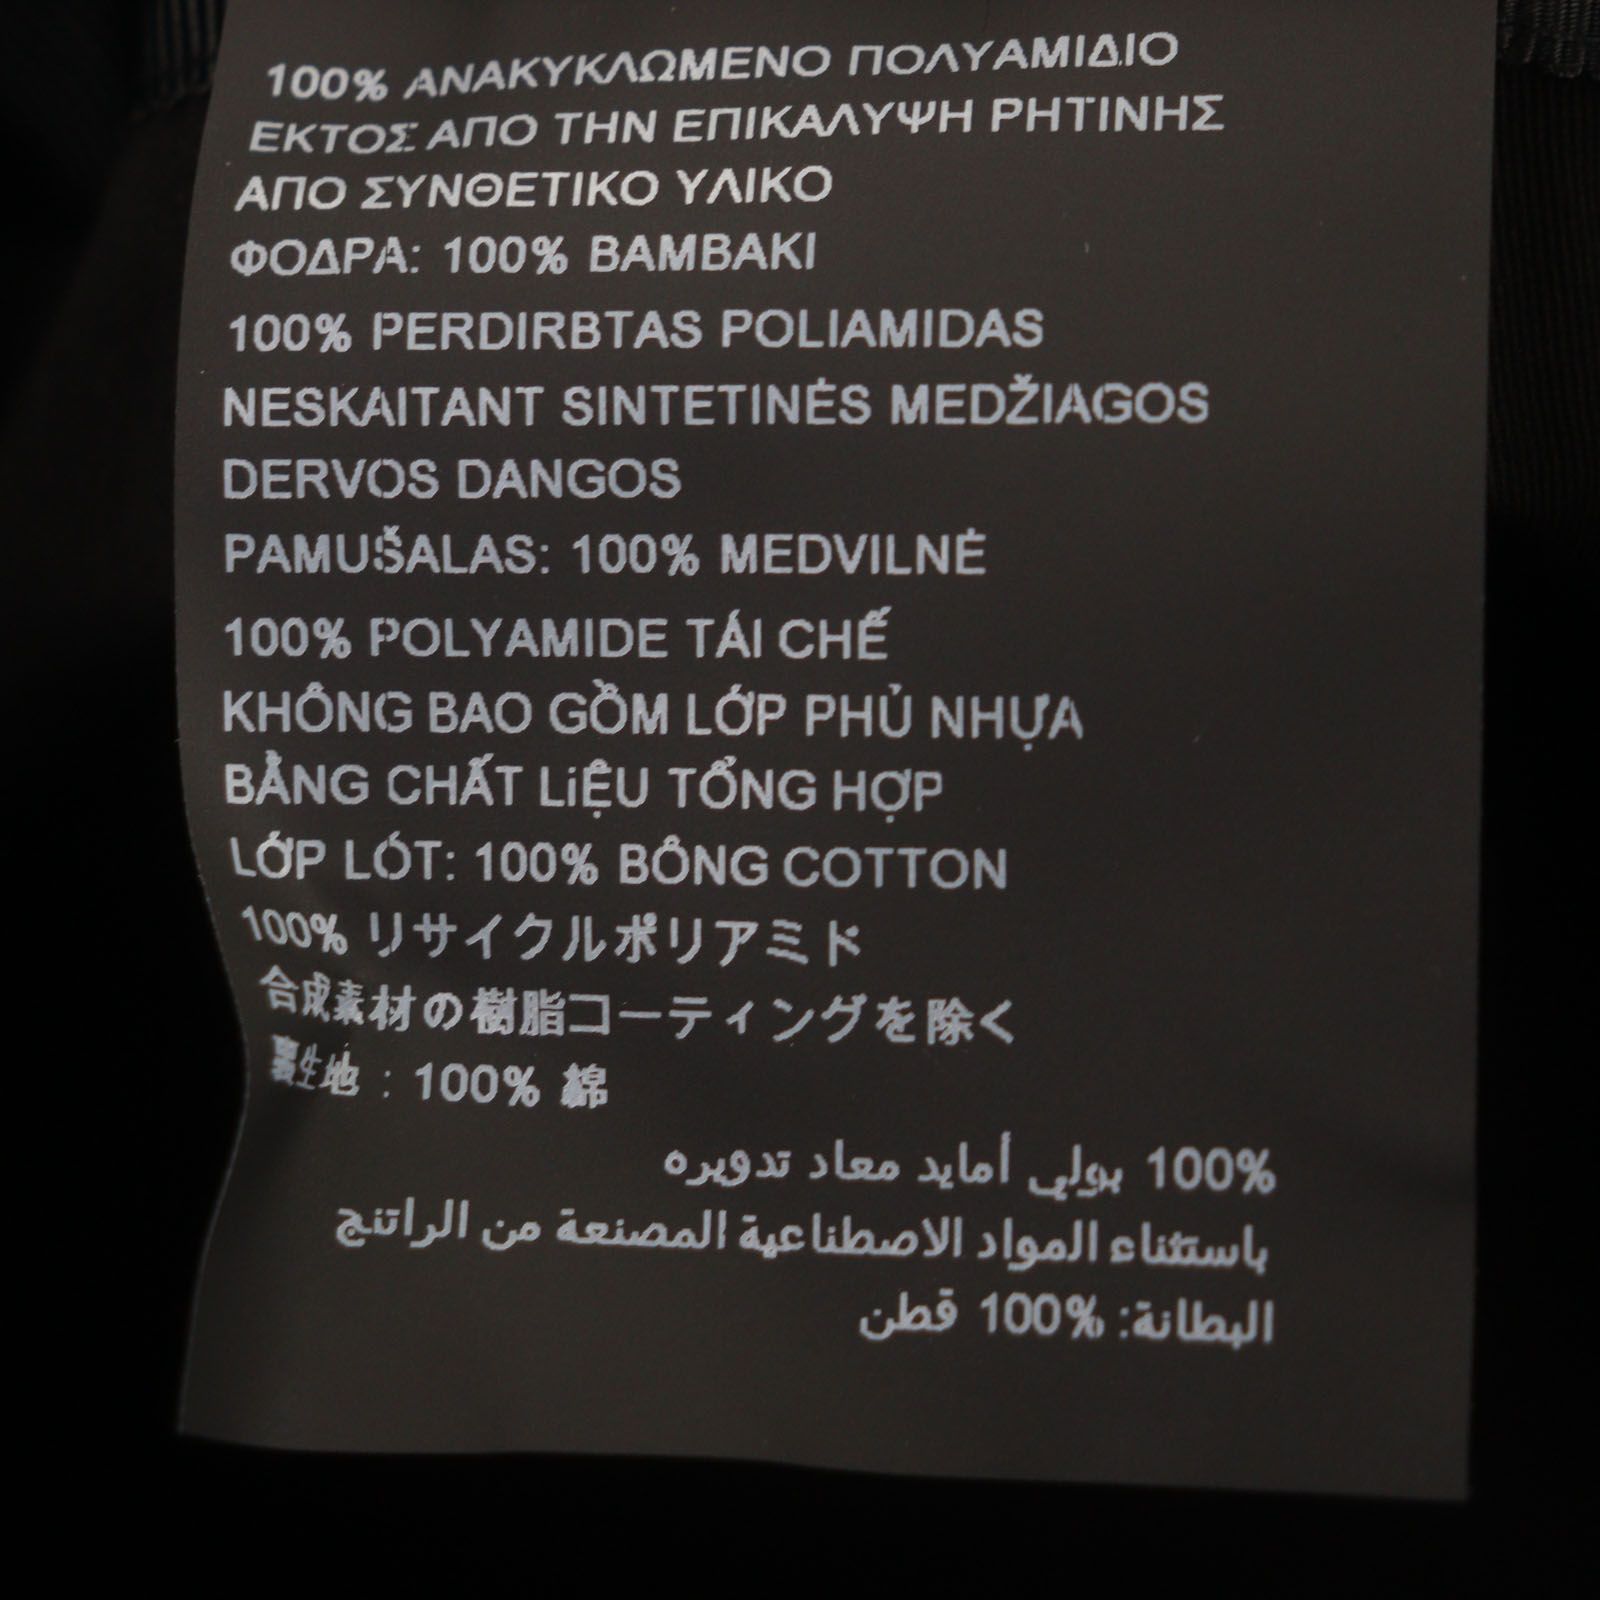 100% ΑΝΑΚΥΚΛΩΜΕΝΟ ΠΟΛΥΑΜΙΔΙΟ
ΕΚΤΟΣ ΑΠΟ ΤΗΝ ΕΠΙΚΑΛΥΨΗ ΡΗΤΙΝΗΣ
ΑΠΟ ΣΥΝΘΕΤΙΚΟ ΥΛΙΚΟ
ΦΟΔΡΑ: 100% ΒΑΜΒΑΚΙ
100% PERDIRBTAS POLIAMIDAS
NESKAITANT SINTETINĖS MEDŽIAGOS
DERVOS DANGOS
PAMUŠALAS: 100% MEDVILNĖ
100% POLYAMIDE TÁI CHẾ
KHÔNG BAO GỒM LỚP PHỦ NHỰA
BẰNG CHẤT LiỆU TỔNG HỢP
LỚP LÓT: 100% BÔNG COTTON
100% リサイクルポリアミド
合成素材の樹脂コーティングを除く
裏生地 : 100% 綿
100% بولي أمايد معاد تدويره
باستثناء المواد الاصطناعية المصنعة من الراتنج
البطانة: 100% قطن